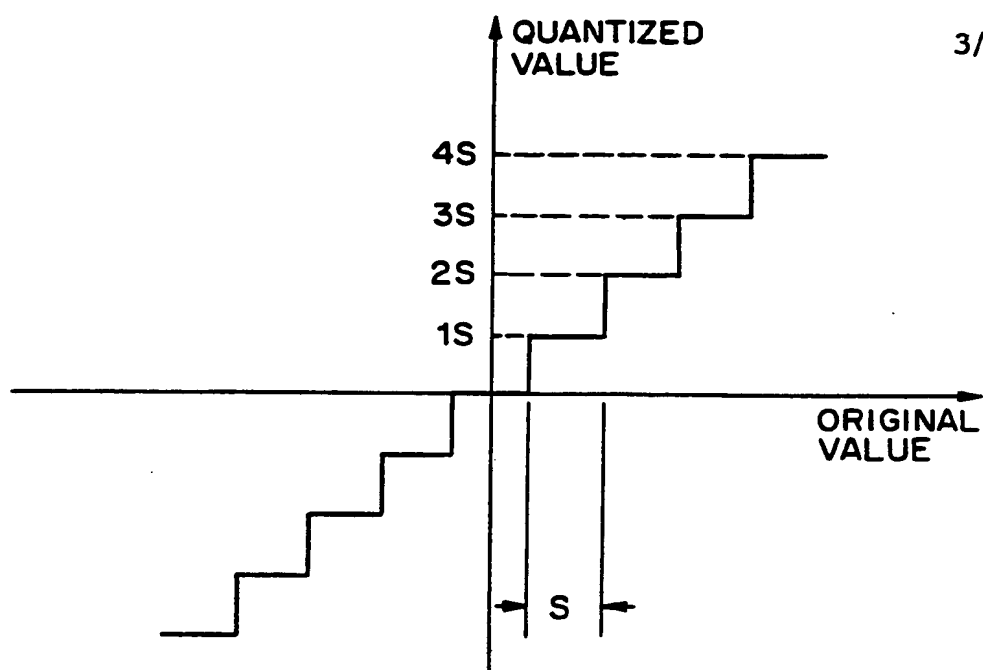 QUANTIZED
VALUE
3/
4S
3S
2S
1S
ORIGINAL
VALUE
S